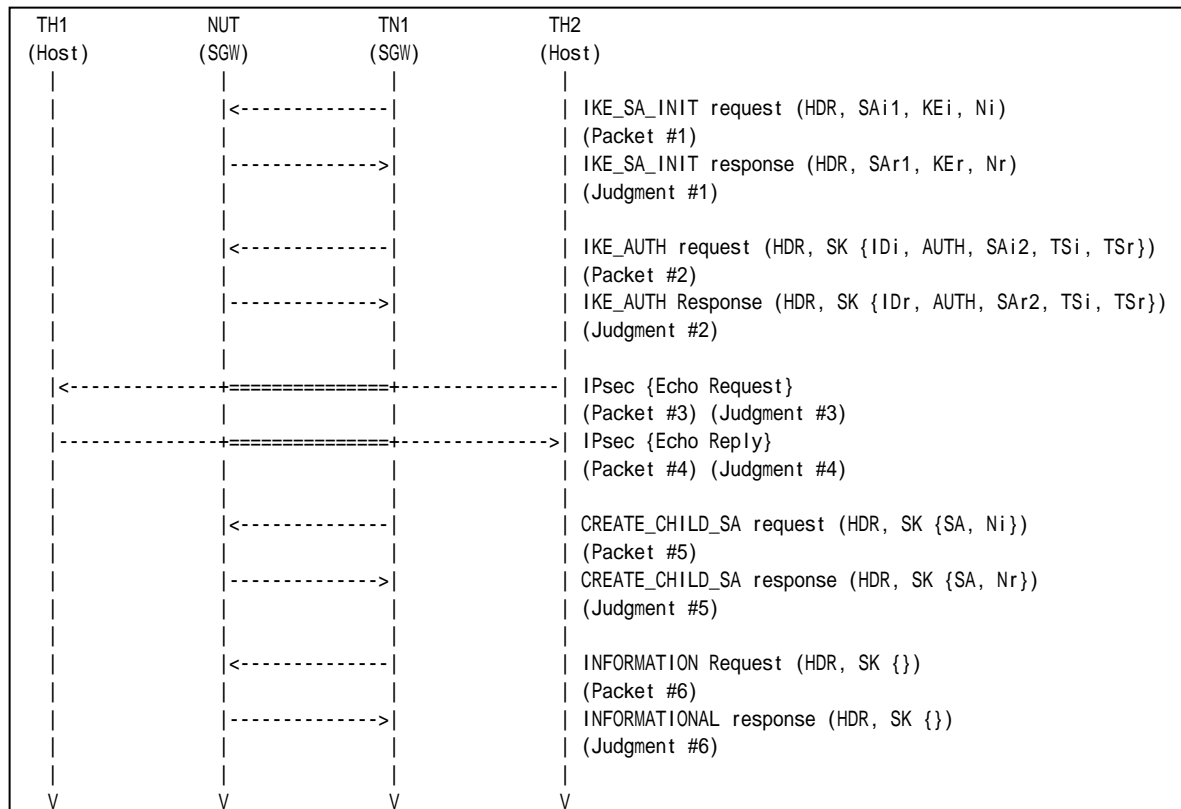 TH1 NUT TN1 TH2
(Host) (SGW) (SGW) (Host)
| | | |
| |<--------------| | IKE_SA_INIT request (HDR, SAi1, KEi, Ni)
| | | | (Packet #1)
| |-------------->| | IKE_SA_INIT response (HDR, SAr1, KEr, Nr)
| | | | (Judgment #1)
| | | |
| |<--------------| | IKE_AUTH request (HDR, SK {IDi, AUTH, SAi2, TSi, TSr})
| | | | (Packet #2)
| |-------------->| | IKE_AUTH Response (HDR, SK {IDr, AUTH, SAr2, TSi, TSr})
| | | | (Judgment #2)
| | | |
|<---------------+===============+---------------| IPsec {Echo Request}
| | | | (Packet #3) (Judgment #3)
|----------------+===============+-------------->| IPsec {Echo Reply}
| | | | (Packet #4) (Judgment #4)
| | | |
| |<--------------| | CREATE_CHILD_SA request (HDR, SK {SA, Ni})
| | | | (Packet #5)
| |-------------->| | CREATE_CHILD_SA response (HDR, SK {SA, Nr})
| | | | (Judgment #5)
| | | |
| |<--------------| | INFORMATION Request (HDR, SK {})
| | | | (Packet #6)
| |-------------->| | INFORMATIONAL response (HDR, SK {})
| | | | (Judgment #6)
| | | |
V V V V